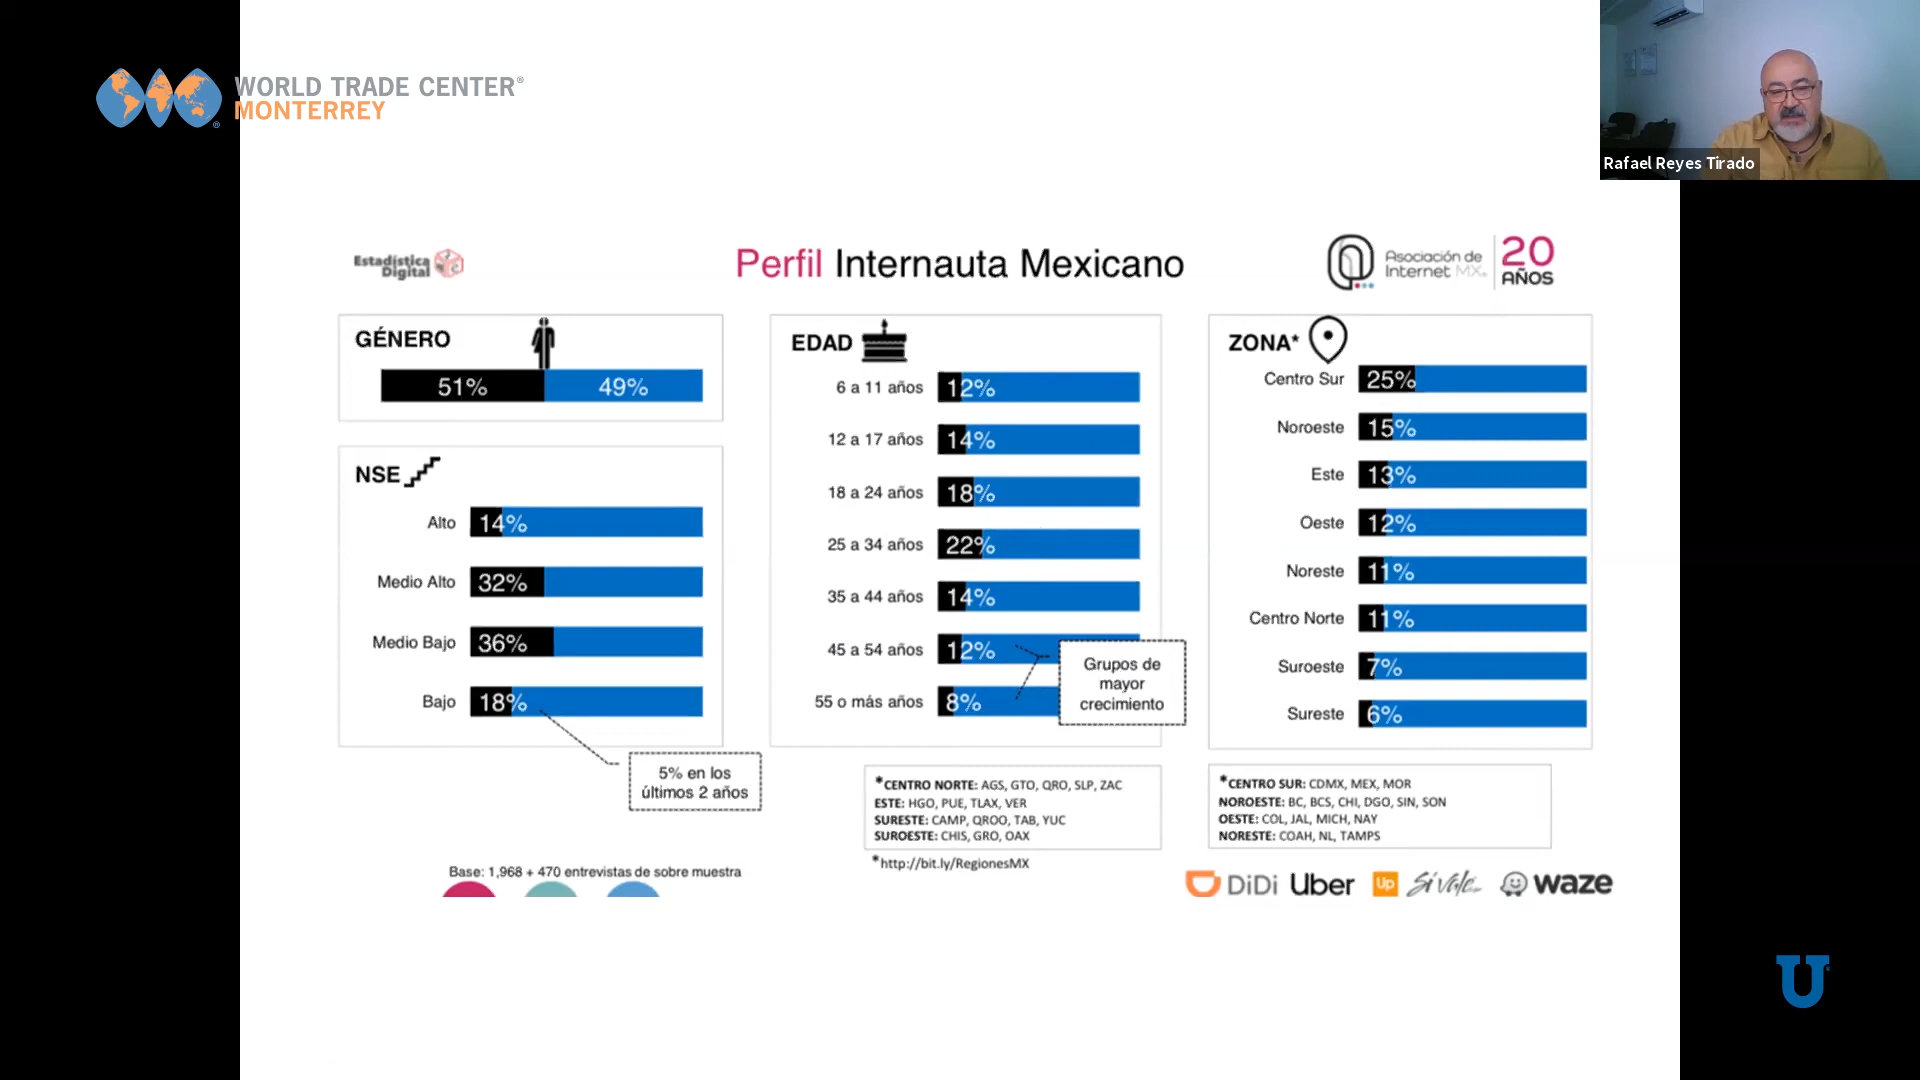 WORLD TRADE CENTER®
MONTERREY
Rafael Reyes Tirado
Estadística
Digital
Perfil Internauta Mexicano
Asociación de
Internet MX
20
AÑOS
GÉNERO
51% 49%
NSE
Alto 14%
Medio Alto 32%
Medio Bajo 36%
Bajo 18%
5% en los
últimos 2 años
EDAD
6 a 11 años 12%
12 a 17 años 14%
18 a 24 años 18%
25 a 34 años 22%
35 a 44 años 14%
45 a 54 años 12%
55 o más años 8%
Grupos de
mayor
crecimiento
ZONA*
Centro Sur 25%
Noroeste 15%
Este 13%
Oeste 12%
Noreste 11%
Centro Norte 11%
Suroeste 7%
Sureste 6%
*CENTRO NORTE: AGS, GTO, QRO, SLP, ZAC
ESTE: HGO, PUE, TLAX, VER
SURESTE: CAMP, QROO, TAB, YUC
SUROESTE: CHIS, GRO, OAX
*http://bit.ly/RegionesMX
*CENTRO SUR: CDMX, MEX, MOR
NOROESTE: BC, BCS, CHI, DGO, SIN, SON
OESTE: COL, JAL, MICH, NAY
NORESTE: COAH, NL, TAMPS
Base: 1,968 + 470 entrevistas de sobre muestra
DiDi Uber Up Sí Vale waze
U